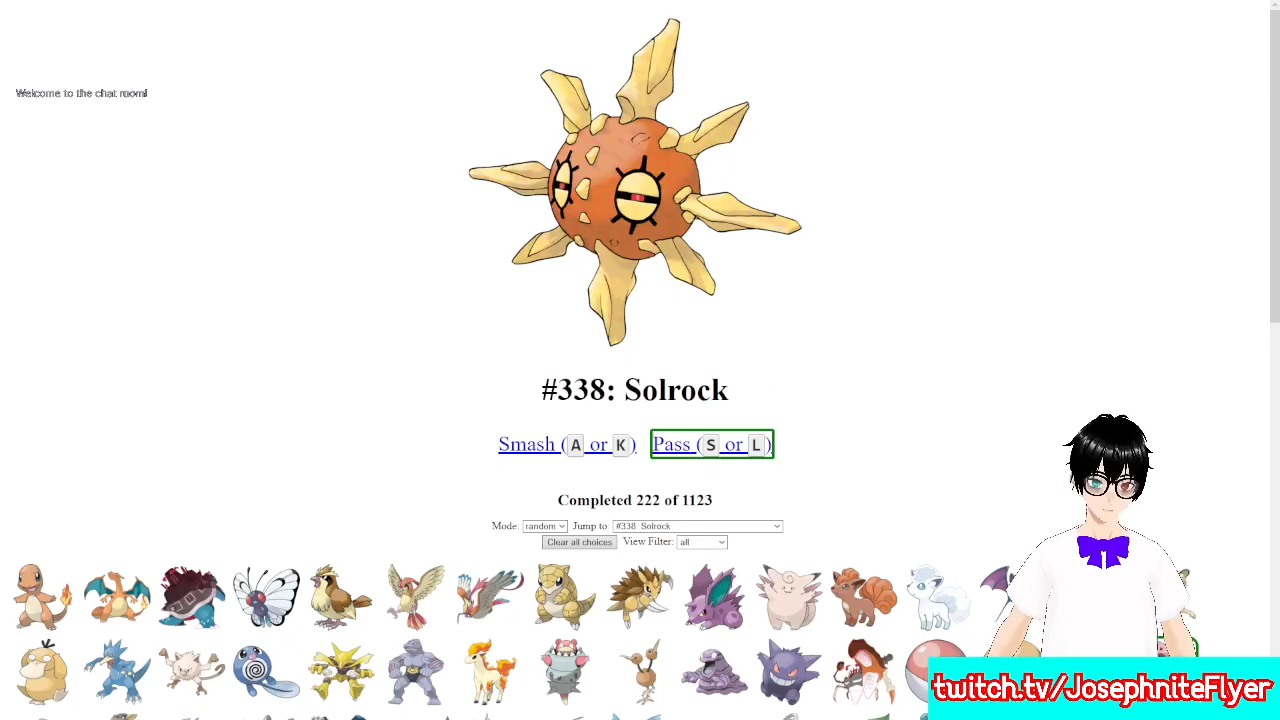 Welcome to the chat room!
#338: Solrock
Smash (A or K) Pass (S or L)
Completed 222 of 1123
Mode: random Jump to #338: Solrock
Clear all choices View Filter: all
twitch.tv/JosephniteFlyer